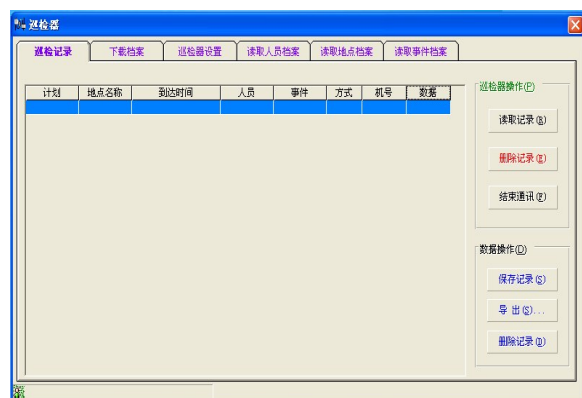 巡检器
巡检记录 下载档案 巡检器设置 读取人员档案 读取地点档案 读取事件档案
计划 地点名称 到达时间 人员 事件 方式 机号 数据
巡检器操作(P)
读取记录(R)
删除记录(E)
结束通讯(E)
数据操作(D)
保存记录(S)
导 出(S)...
删除记录(D)